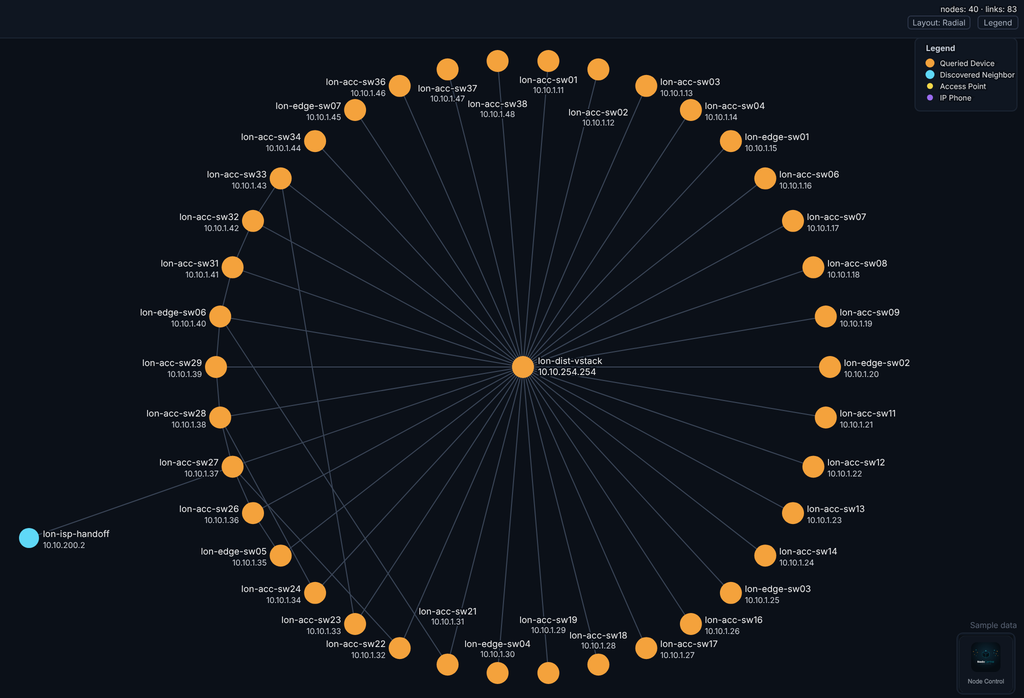 nodes: 40 · links: 83
Layout: Radial
Legend
Legend
Queried Device
Discovered Neighbor
Access Point
IP Phone
lon-acc-sw36
10.10.1.46
lon-acc-sw37
10.10.1.47
lon-acc-sw38
10.10.1.48
lon-acc-sw01
10.10.1.11
lon-acc-sw02
10.10.1.12
lon-acc-sw03
10.10.1.13
lon-edge-sw07
10.10.1.45
lon-acc-sw04
10.10.1.14
lon-acc-sw34
10.10.1.44
lon-edge-sw01
10.10.1.15
lon-acc-sw33
10.10.1.43
lon-acc-sw06
10.10.1.16
lon-acc-sw32
10.10.1.42
lon-acc-sw07
10.10.1.17
lon-acc-sw31
10.10.1.41
lon-acc-sw08
10.10.1.18
lon-edge-sw06
10.10.1.40
lon-acc-sw09
10.10.1.19
lon-acc-sw29
10.10.1.39
lon-dist-vstack
10.10.254.254
lon-edge-sw02
10.10.1.20
lon-acc-sw28
10.10.1.38
lon-acc-sw11
10.10.1.21
lon-acc-sw27
10.10.1.37
lon-acc-sw12
10.10.1.22
lon-acc-sw26
10.10.1.36
lon-acc-sw13
10.10.1.23
lon-isp-handoff
10.10.200.2
lon-edge-sw05
10.10.1.35
lon-acc-sw14
10.10.1.24
lon-acc-sw24
10.10.1.34
lon-edge-sw03
10.10.1.25
lon-acc-sw23
10.10.1.33
lon-acc-sw21
10.10.1.31
lon-acc-sw19
10.10.1.29
lon-acc-sw16
10.10.1.26
lon-acc-sw22
10.10.1.32
lon-edge-sw04
10.10.1.30
lon-acc-sw18
10.10.1.28
lon-acc-sw17
10.10.1.27
Sample data
Node Control